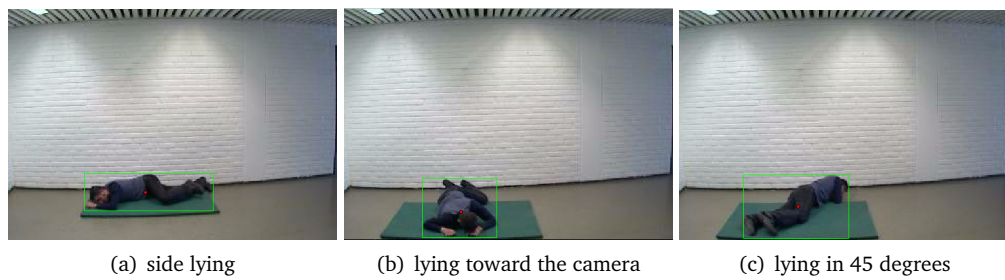 (a) side lying
(b) lying toward the camera
(c) lying in 45 degrees